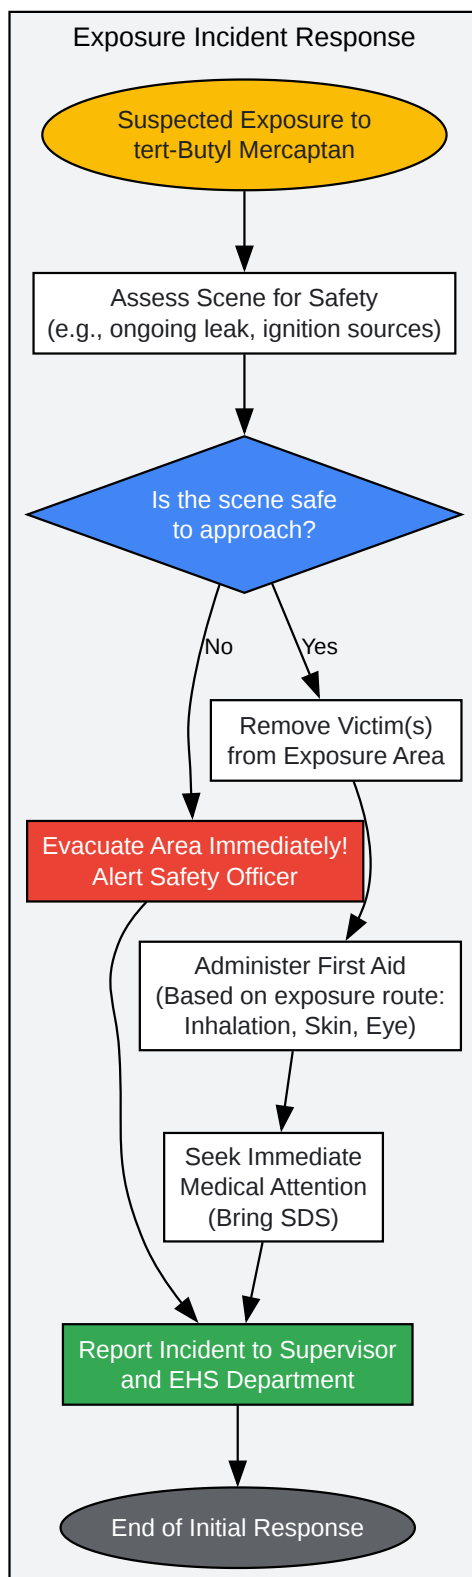 Exposure Incident Response
Suspected Exposure to
tert-Butyl Mercaptan
Assess Scene for Safety
(e.g., ongoing leak, ignition sources)
Is the scene safe
to approach?
No
Yes
Remove Victim(s)
from Exposure Area
Evacuate Area Immediately!
Alert Safety Officer
Administer First Aid
(Based on exposure route:
Inhalation, Skin, Eye)
Seek Immediate
Medical Attention
(Bring SDS)
Report Incident to Supervisor
and EHS Department
End of Initial Response